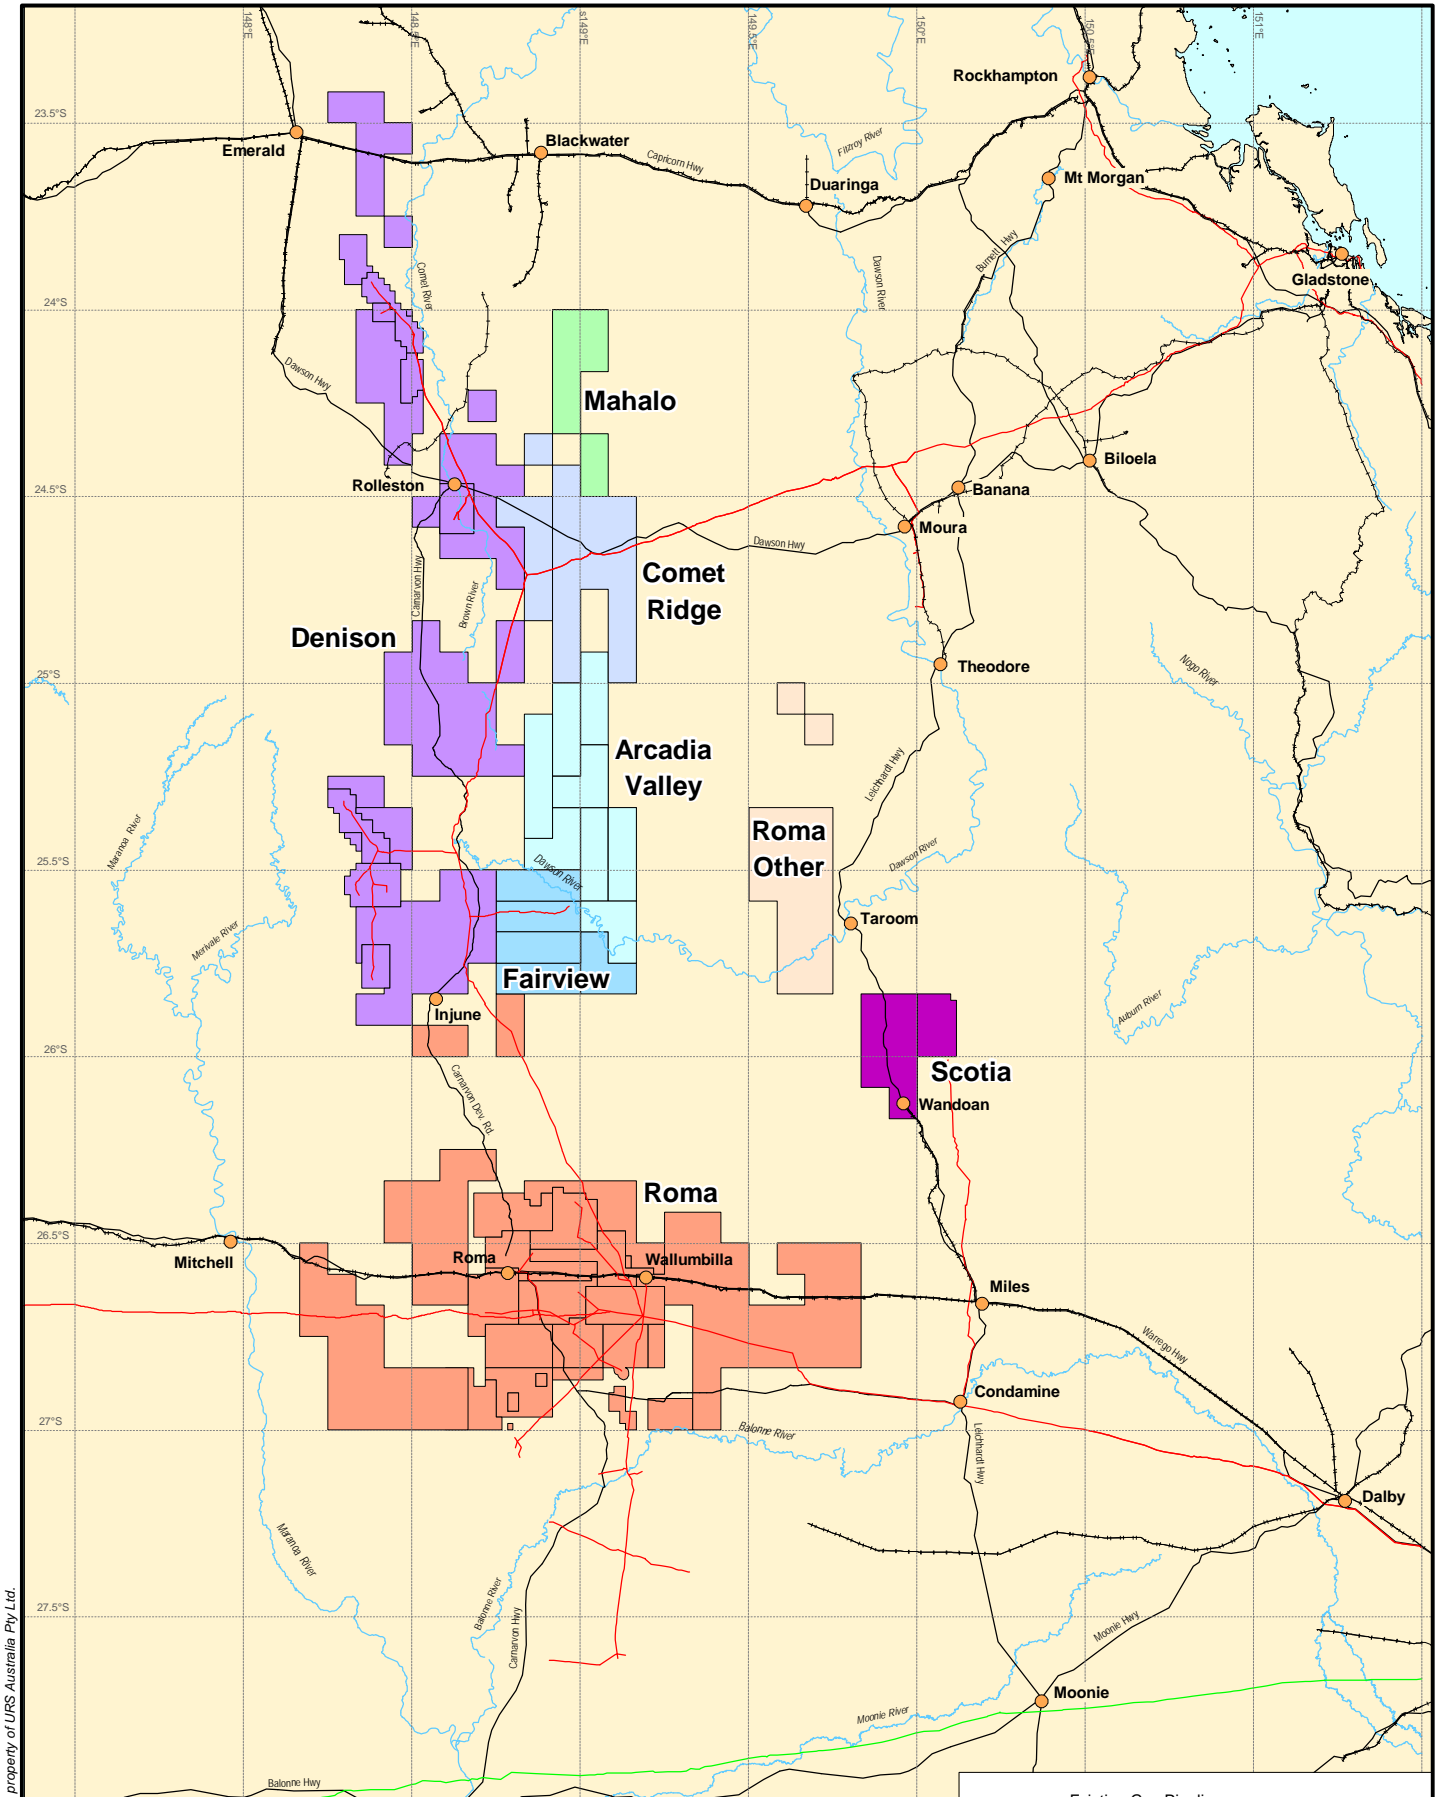 148°E
148.5°E
s149°E
149.5°E
150°E
150.5°E
151°E
Rockhampton
23.5°S
Emerald
Blackwater
Capricorn Hwy
Fitzroy River
Duaringa
Mt Morgan
Burnett Hwy
Comet River
Dawson River
Gladstone
24°S
Dawson Hwy
Mahalo
Rolleston
Biloela
24.5°S
Banana
Moura
Dawson Hwy
Carnarvon Hwy
Brown River
Comet
Ridge
Denison
Theodore
Nogo River
25°S
Arcadia
Valley
Leichhardt Hwy
Maranoa River
Roma
Other
25.5°S
Dawson River
Dawson River
Taroom
Merivale River
Fairview
Injune
Auburn River
26°S
Scotia
Carnarvon Dev. Rd
Wandoan
Roma
26.5°S
Mitchell
Roma
Wallumbilla
Miles
Warrego Hwy
Condamine
27°S
Balonne River
Leichhardt Hwy
Dalby
Maranoa River
Balonne River
27.5°S
Carnarvon Hwy
Moonie Hwy
Moonie
Moonie River
Balonne Hwy
property of URS Australia Pty Ltd.